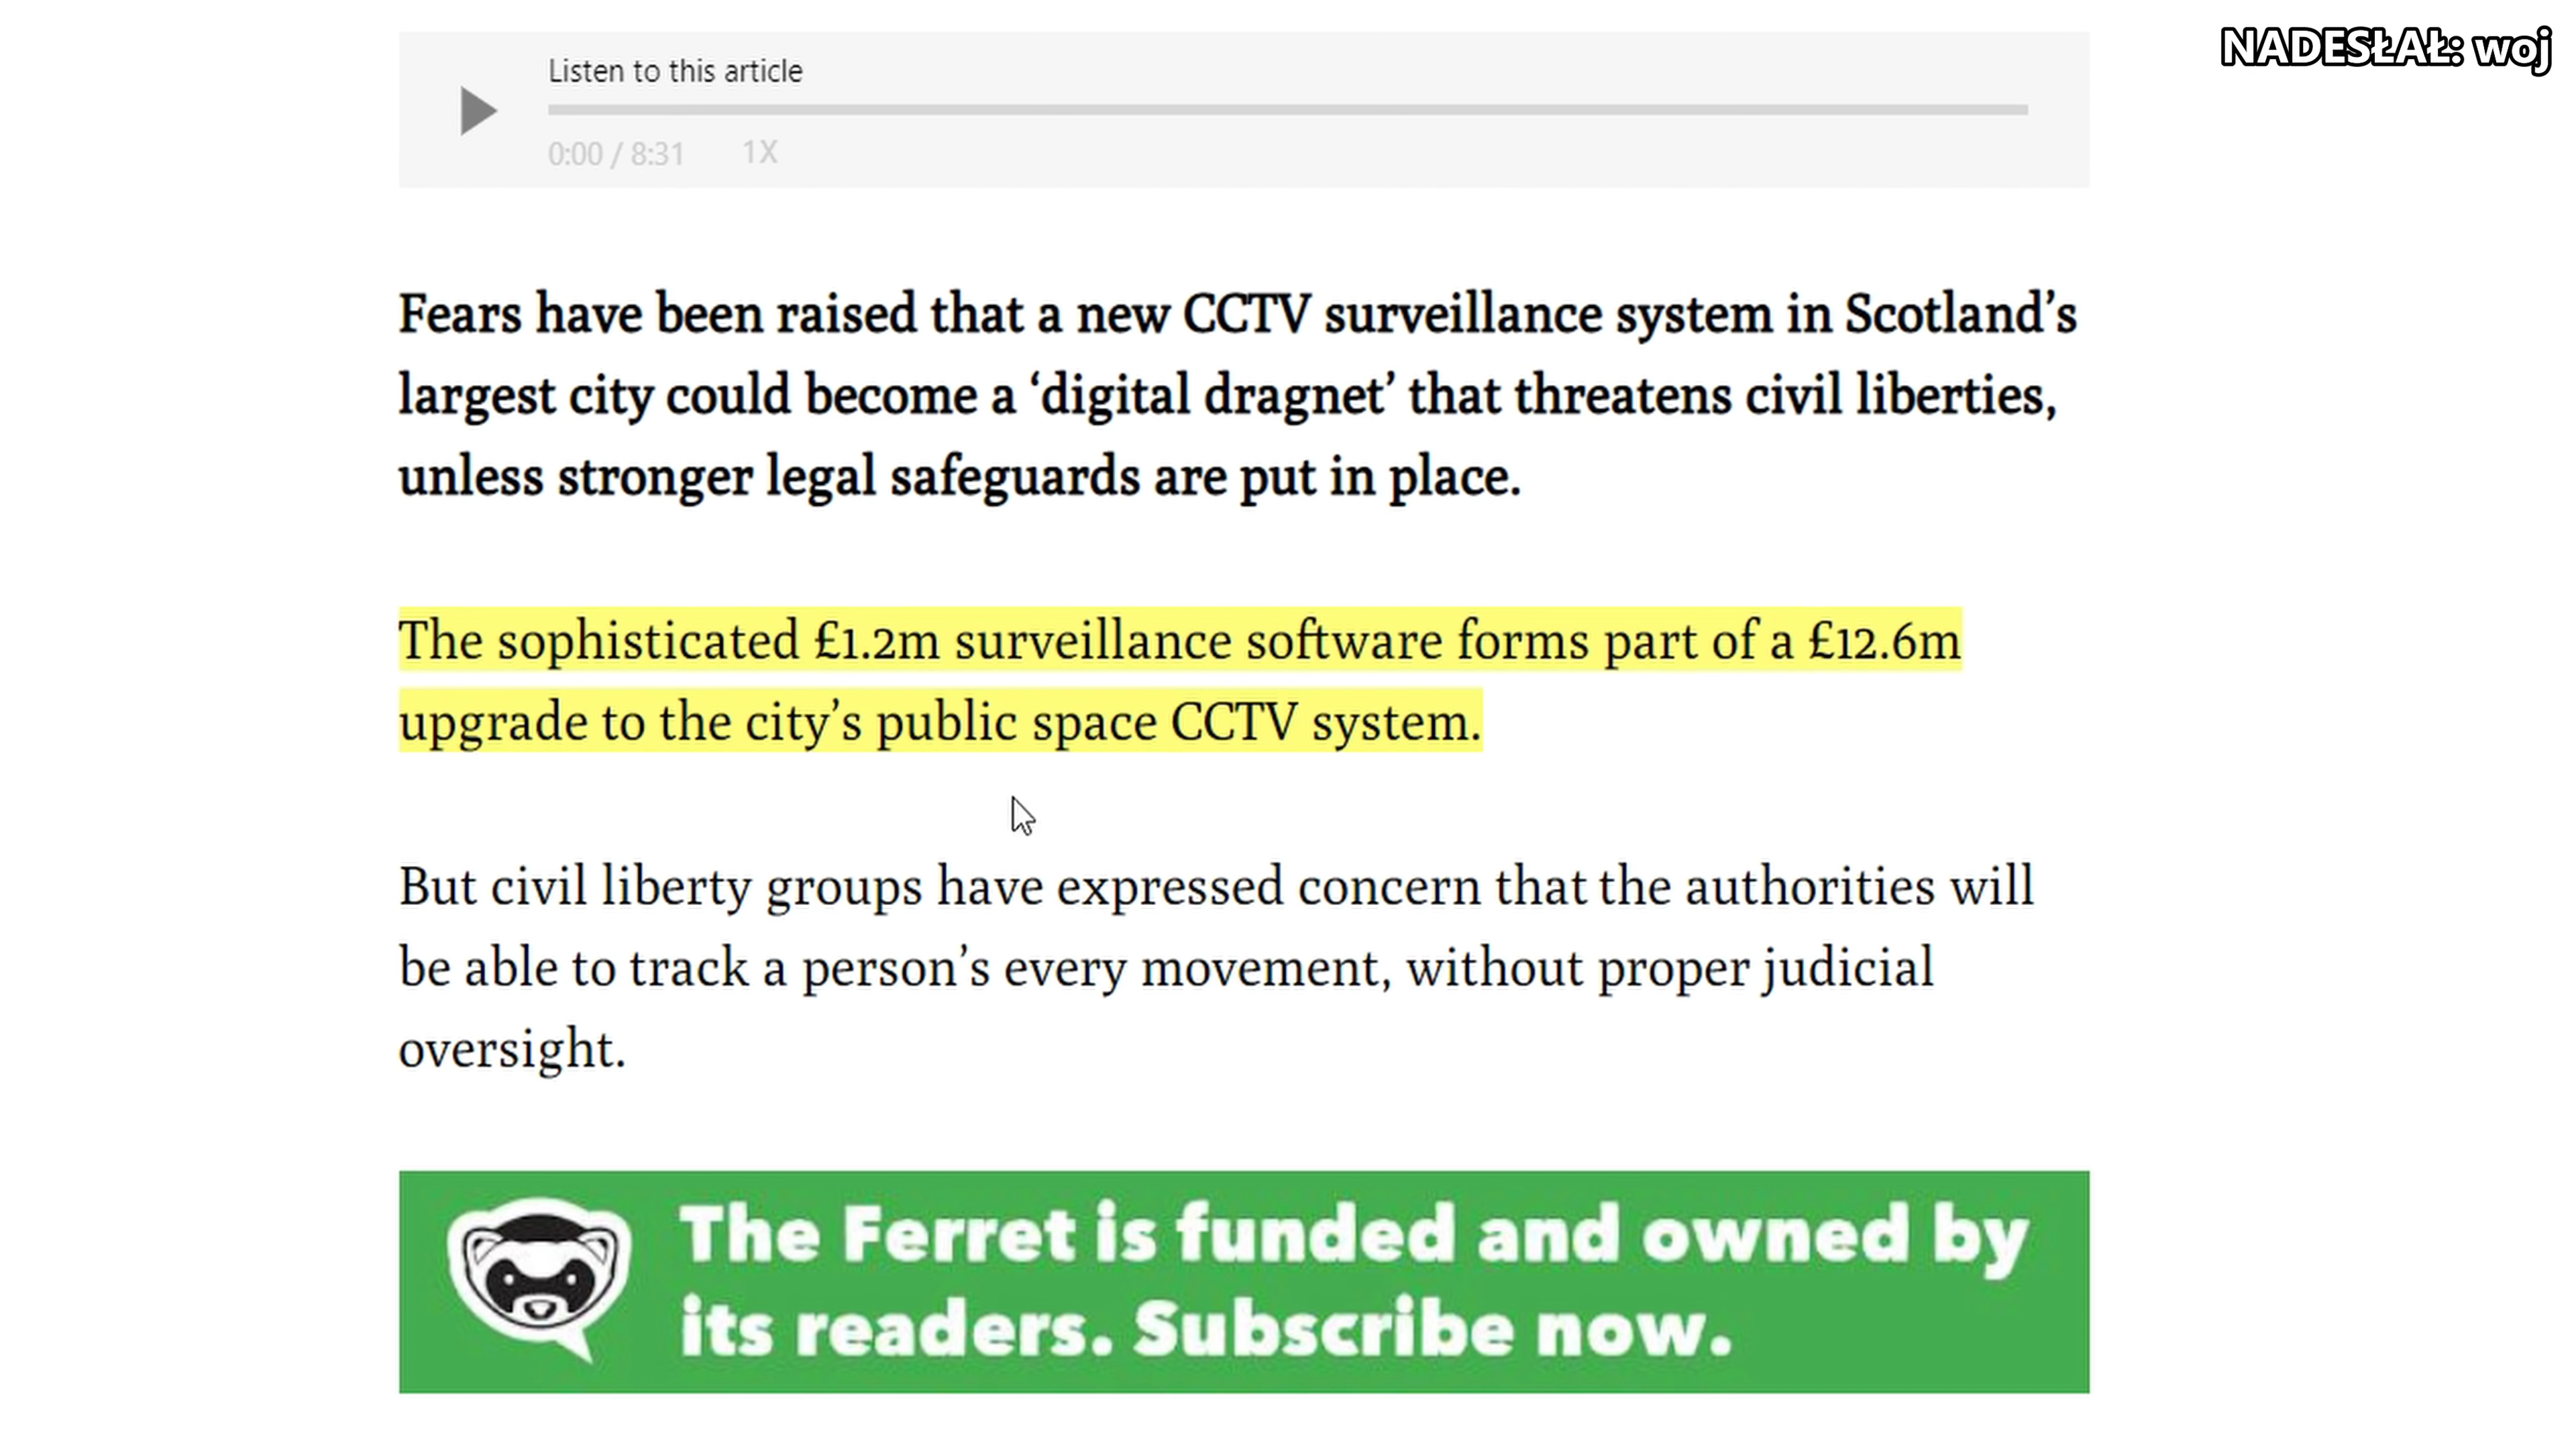 NADESŁAŁ: woj
Listen to this article
0:00 / 8:31 1X
Fears have been raised that a new CCTV surveillance system in Scotland’s
largest city could become a ‘digital dragnet’ that threatens civil liberties,
unless stronger legal safeguards are put in place.
The sophisticated £1.2m surveillance software forms part of a £12.6m
upgrade to the city’s public space CCTV system.
But civil liberty groups have expressed concern that the authorities will
be able to track a person’s every movement, without proper judicial
oversight.
The Ferret is funded and owned by
its readers. Subscribe now.